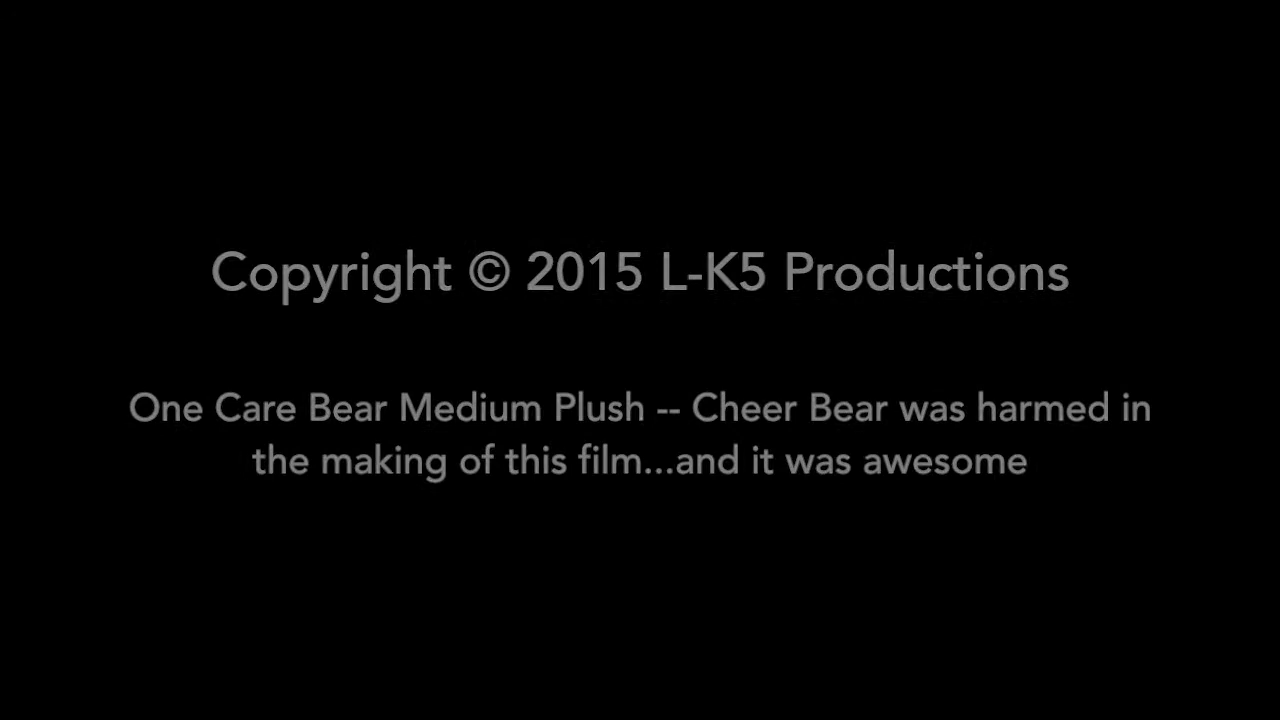 Copyright © 2015 L-K5 Productions
One Care Bear Medium Plush -- Cheer Bear was harmed in
the making of this film...and it was awesome